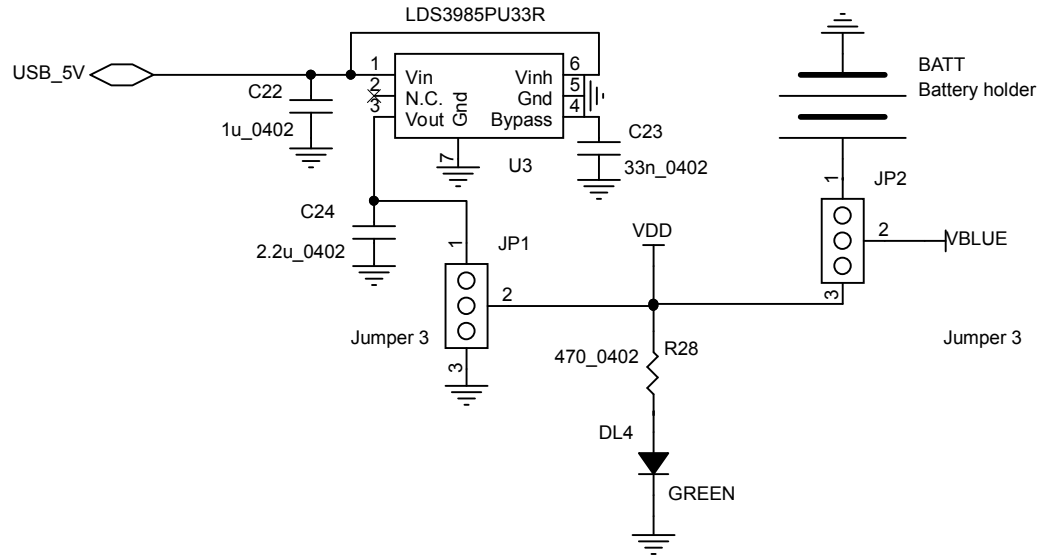 LDS3985PU33R
USB_5V
1
Vin
Vinh
6
2
N.C.
Gnd
5
3
Vout
Gnd
Bypass
4
7
U3
C22
1u_0402
C23
33n_0402
BATT
Battery holder
C24
2.2u_0402
1
JP1
2
3
Jumper 3
VDD
1
JP2
2
VBLUE
3
Jumper 3
470_0402
R28
DL4
GREEN